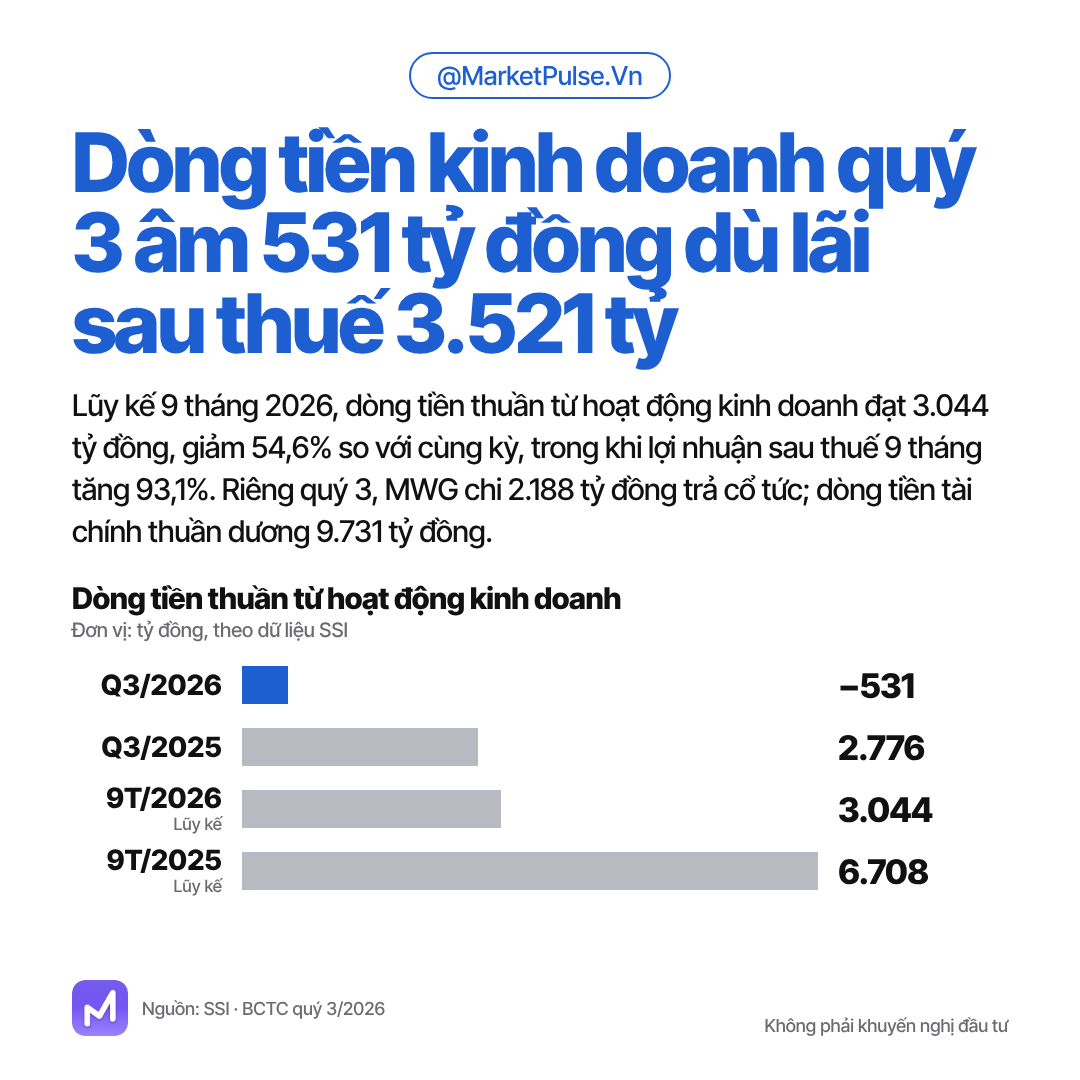 @MarketPulse.Vn
Dòng tiền kinh doanh quý
3 âm 531 tỷ đồng dù lãi
sau thuế 3.521 tỷ
Lũy kế 9 tháng 2026, dòng tiền thuần từ hoạt động kinh doanh đạt 3.044
tỷ đồng, giảm 54,6% so với cùng kỳ, trong khi lợi nhuận sau thuế 9 tháng
tăng 93,1%. Riêng quý 3, MWG chi 2.188 tỷ đồng trả cổ tức; dòng tiền tài
chính thuần dương 9.731 tỷ đồng.
Dòng tiền thuần từ hoạt động kinh doanh
Đơn vị: tỷ đồng, theo dữ liệu SSI
Q3/2026 −531
Q3/2025 2.776
9T/2026 3.044
Lũy kế
9T/2025 6.708
Lũy kế
Nguồn: SSI · BCTC quý 3/2026
Không phải khuyến nghị đầu tư